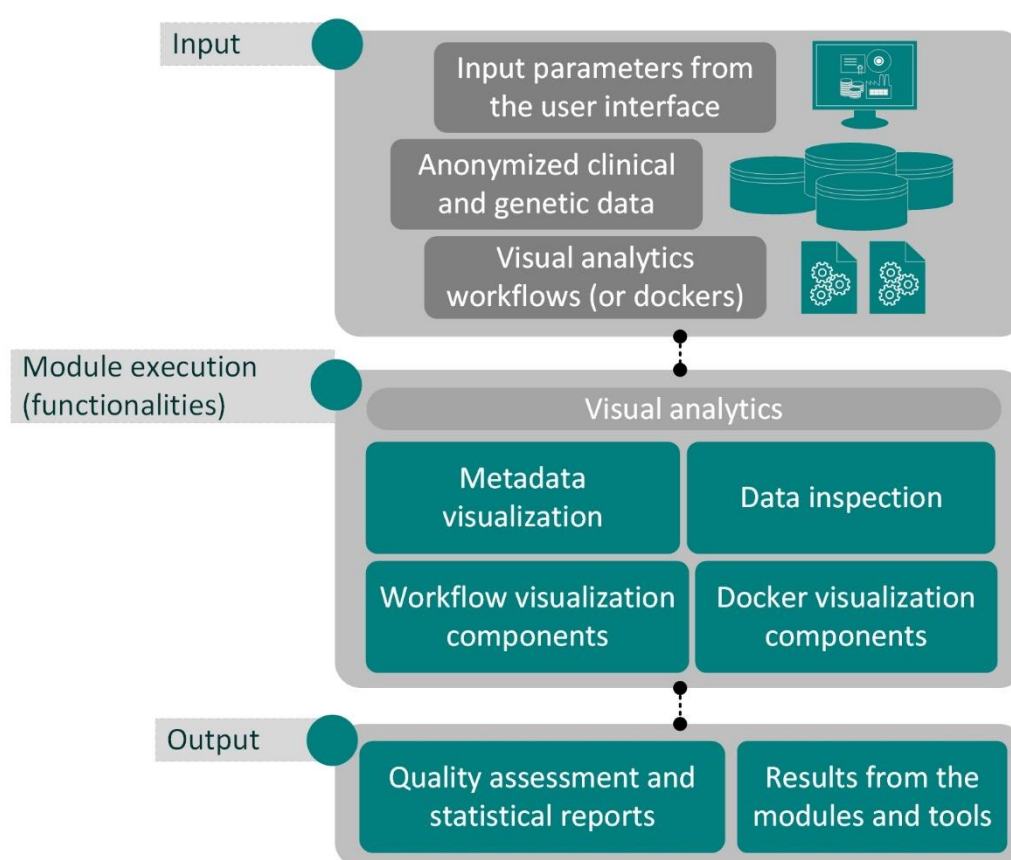 Input
Input parameters from
the user interface
Anonymized clinical
and genetic data
Visual analytics
workflows (or dockers)
Module execution
(functionalities)
Visual analytics
Metadada
visualization
Data inspection
Workflow visualization
components
Docker visualization
components
Output
Quality assessment and
statistical reports
Results from the
modules and tools